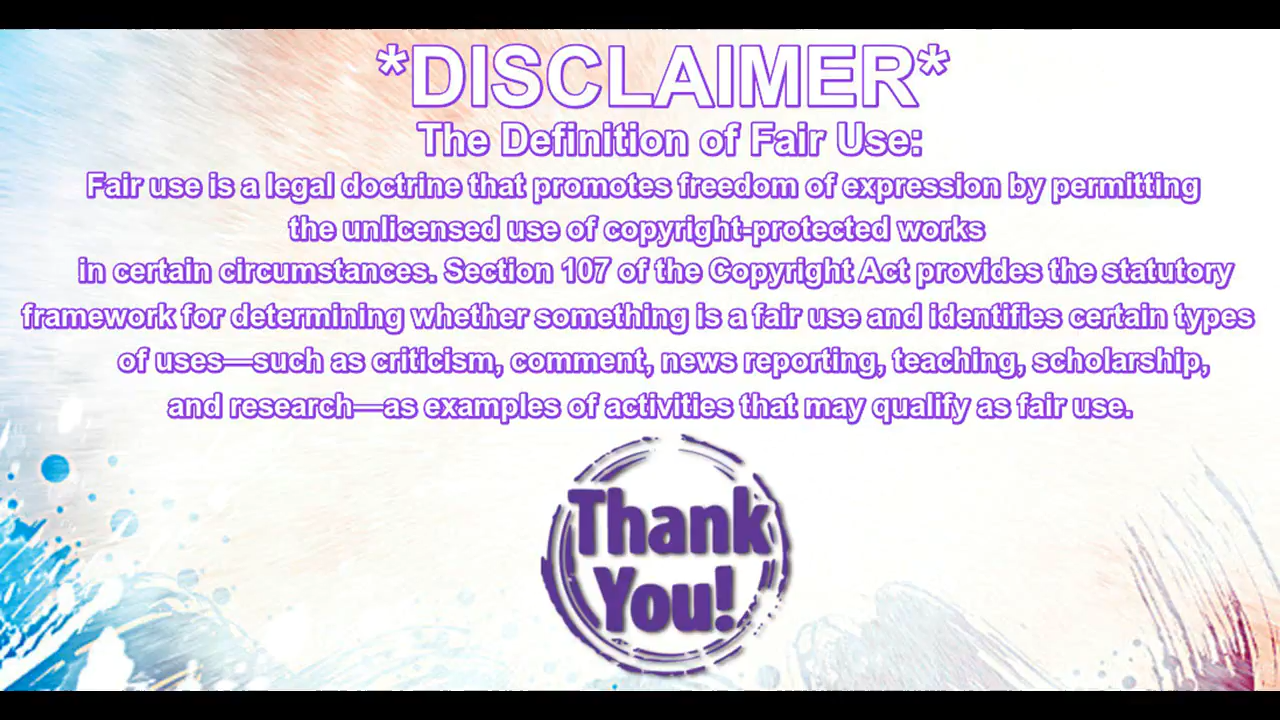 *DISCLAIMER*
The Definition of Fair Use:
Fair use is a legal doctrine that promotes freedom of expression by permitting
the unlicensed use of copyright-protected works
in certain circumstances. Section 107 of the Copyright Act provides the statutory
framework for determining whether something is a fair use and identifies certain types
of uses—such as criticism, comment, news reporting, teaching, scholarship,
and research—as examples of activities that may qualify as fair use.
Thank
You!